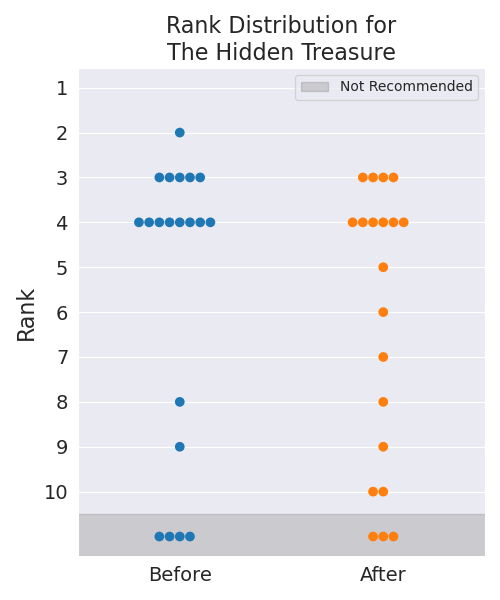 Rank Distribution for
The Hidden Treasure
Not Recommended
1
2
3
4
5
6
7
8
9
10
Rank
Before
After